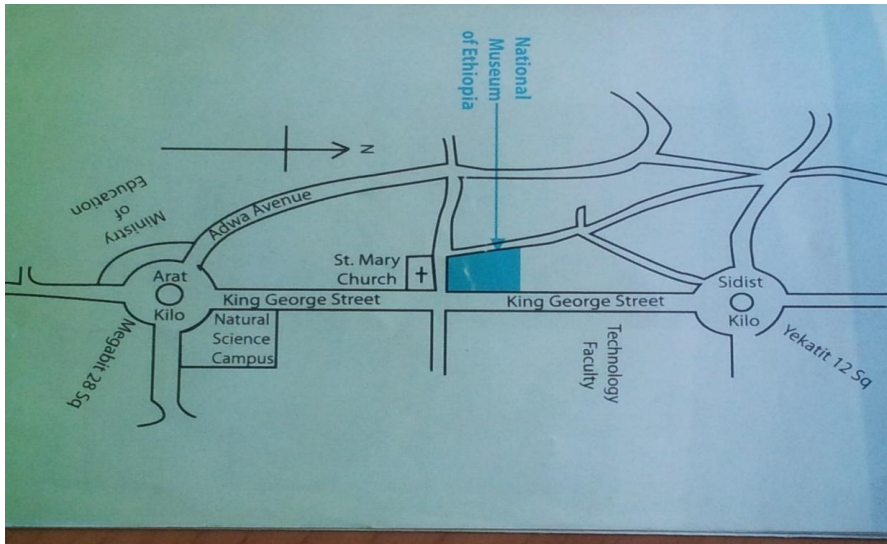 National
Museum
of Ethiopia
N
Ministry
of
Education
Adwa Avenue
St. Mary
Church
Arat
Kilo
King George Street
King George Street
Sidist
Kilo
Natural
Science
Campus
Megabit 28 Sq
Technology
Faculty
Yekatit 12 Sq